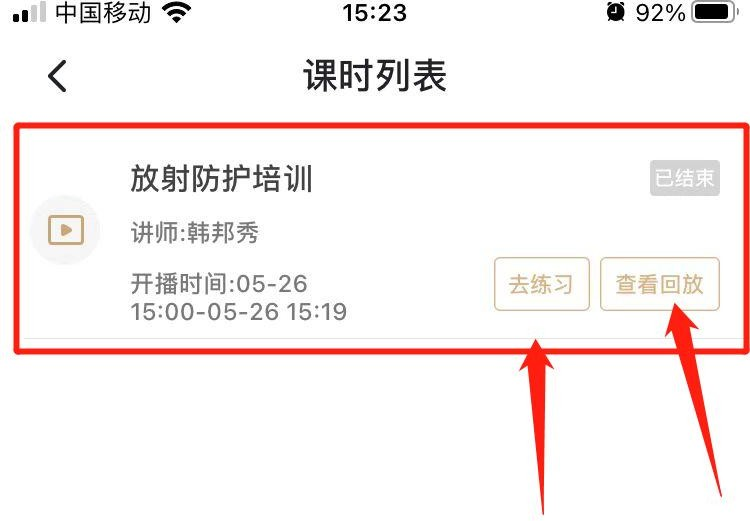 中国移动 15:23 92%
课时列表
放射防护培训 已结束
讲师:韩邦秀
开播时间:05-26
15:00-05-26 15:19
去练习 查看回放